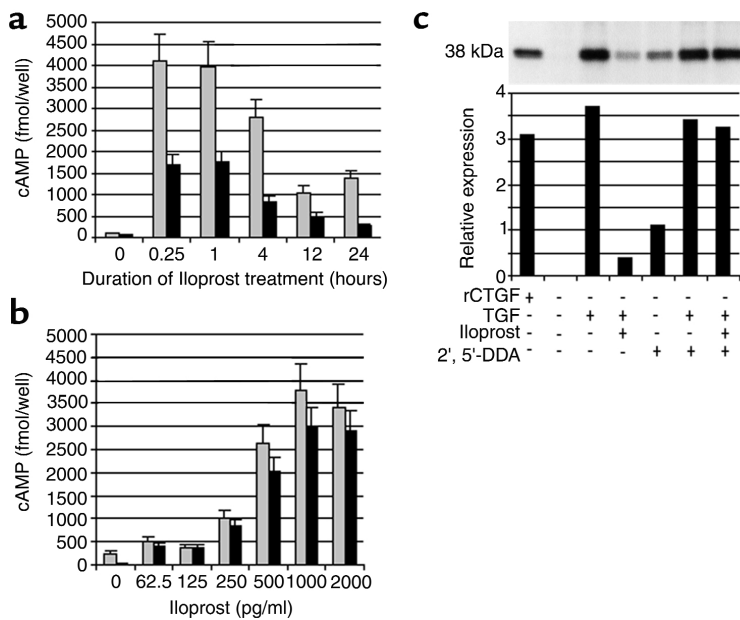 a
5000
4500
4000
3500
3000
2500
2000
1500
1000
500
0
cAMP (fmol/well)
0 0.25 1 4 12 24
Duration of Iloprost treatment (hours)
b
5000
4500
4000
3500
3000
2500
2000
1500
1000
500
0
cAMP (fmol/well)
0 62.5 125 250 500 1000 2000
Iloprost (pg/ml)
c
38 kDa
4
3
2
1
0
Relative expression
rCTGF + - - - - - -
TGF - - + + - + +
Iloprost - - - + - - +
2', 5'-DDA - - - - + + +